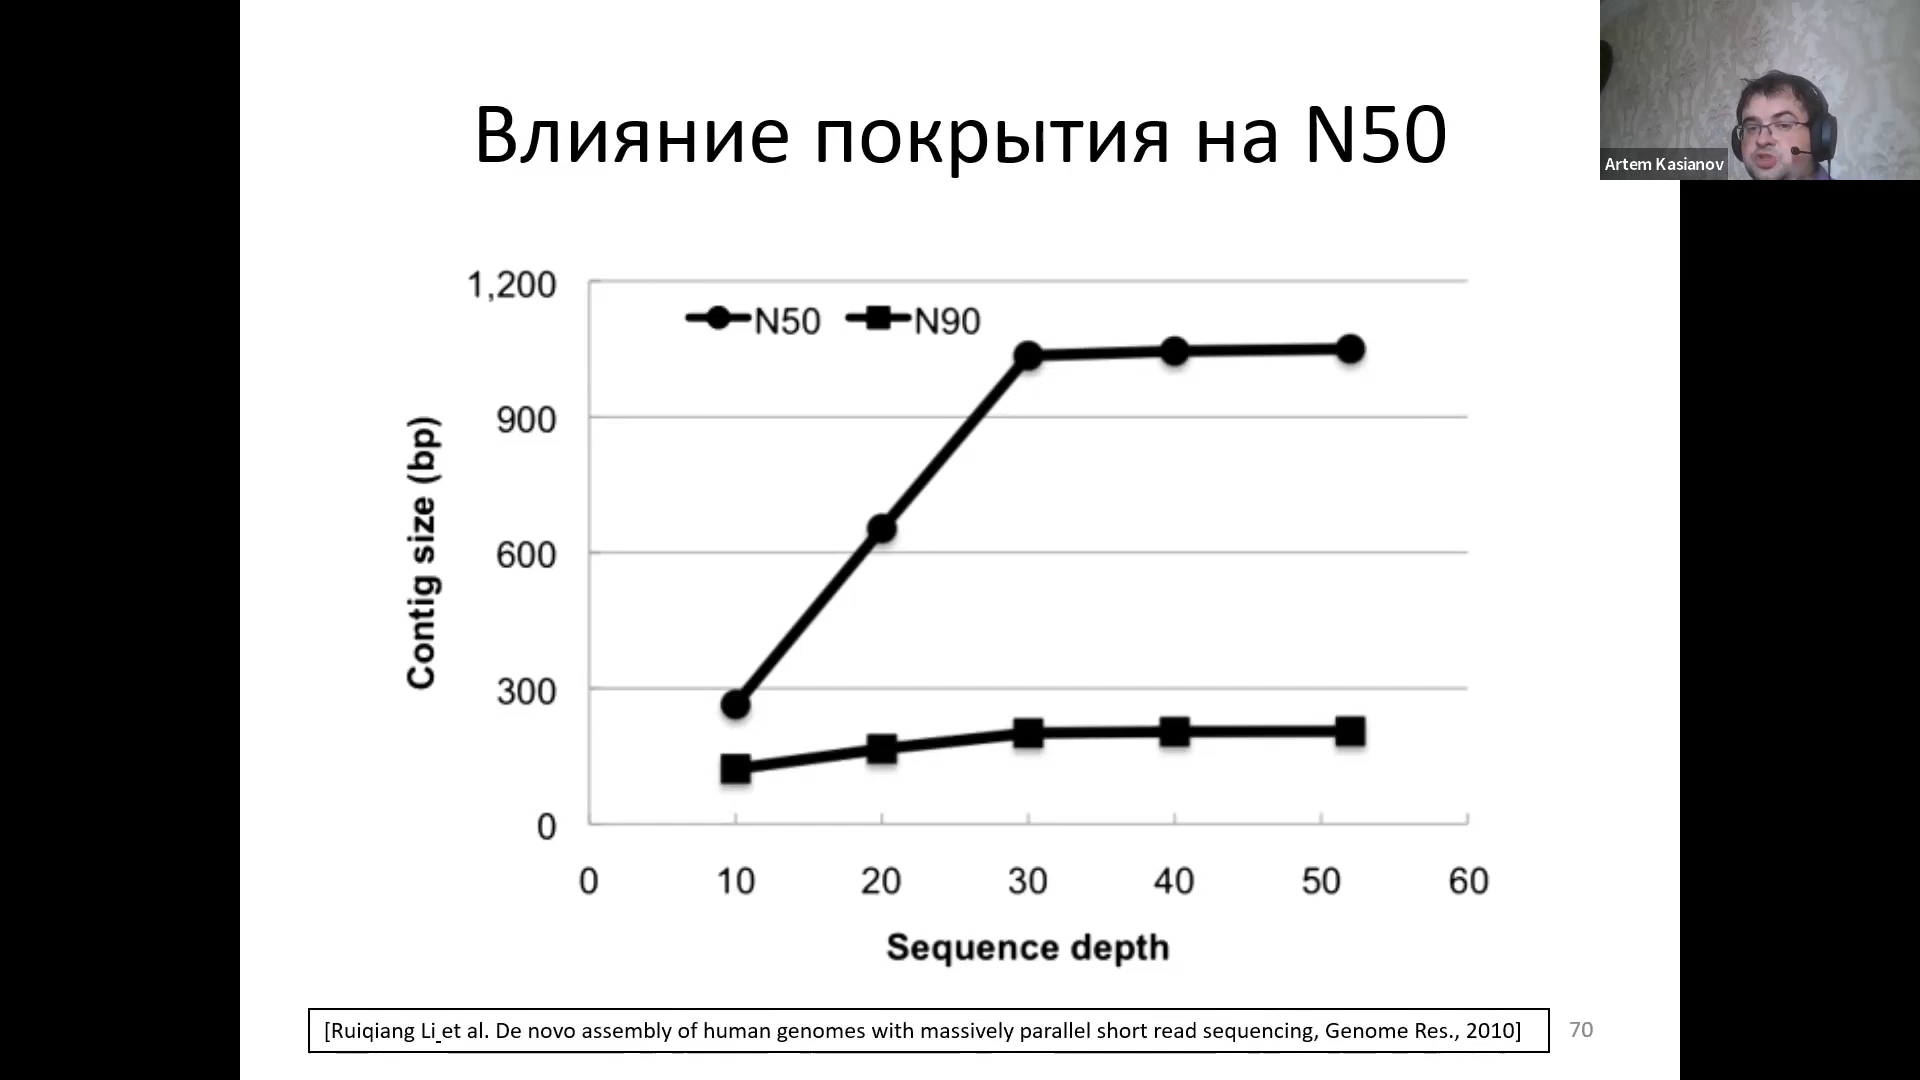 Влияние покрытия на N50
Artem Kasianov
1,200
N50 N90
900
600
300
0
Contig size (bp)
0 10 20 30 40 50 60
Sequence depth
[Ruiqiang Li et al. De novo assembly of human genomes with massively parallel short read sequencing, Genome Res., 2010]
70